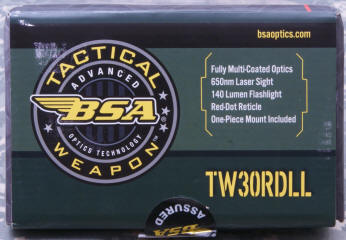 bsaoptics.com
TACTICAL
ADVANCED
BSA®
OPTICS TECHNOLOGY
WEAPON
Fully Multi-Coated Optics
650nm Laser Sight
140 Lumen Flashlight
Red-Dot Reticle
One-Piece Mount Included
TW30RDLL
ASSURED